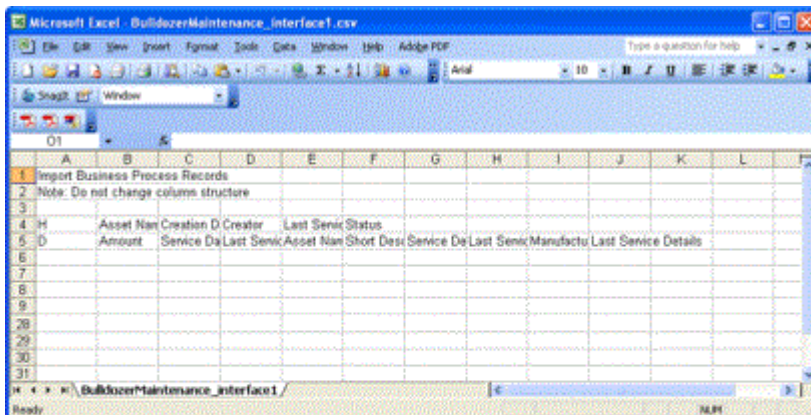 Microsoft Excel - BulldozerMaintenance_interface1.csv
File Edit View Insert Format Tools Data Window Help Adobe PDF Type a question for help
Arial 10 B I U
SnagIt Window
O1 fx
A B C D E F G H I J K L
1 Import Business Process Records
2 Note: Do not change column structure
3
4 H Asset Nam Creation D Creator Last Servic Status
5 D Amount Service Da Last Servic Asset Nam Short Desc Service De Last Servic Manufactu Last Service Details
6
7
8
9
28
29
30
31
BulldozerMaintenance_interface1
Ready NUM